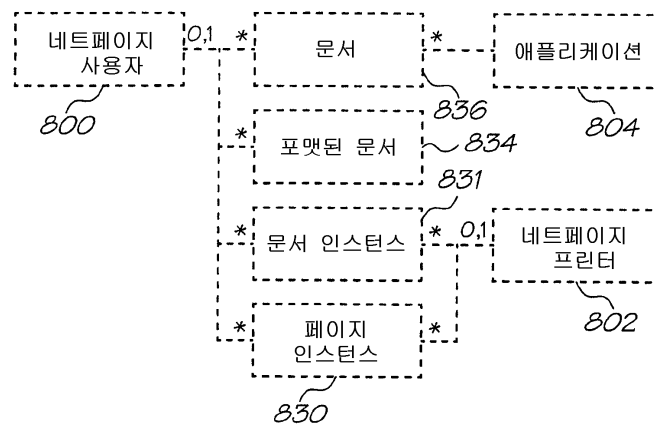 네트페이지
사용자
0,1
*
문서
*
애플리케이션
800
836
804
*
포맷된 문서
834
831
*
문서 인스턴스
*
0,1
네트페이지
프린터
*
페이지
인스턴스
*
802
830